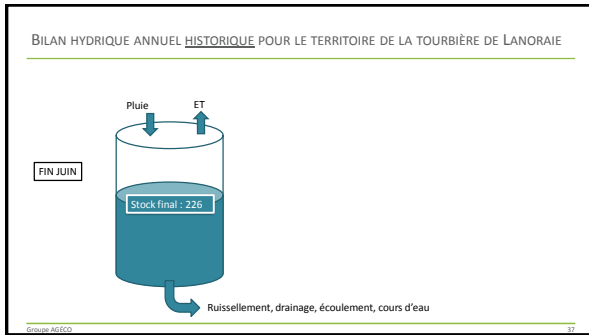 BILAN HYDRIQUE ANNUEL HISTORIQUE POUR LE TERRITOIRE DE LA TOURBIÈRE DE LANORAIE
Pluie ET
FIN JUIN
Stock final : 226
Ruissellement, drainage, écoulement, cours d'eau
Groupe AGÉCO 37